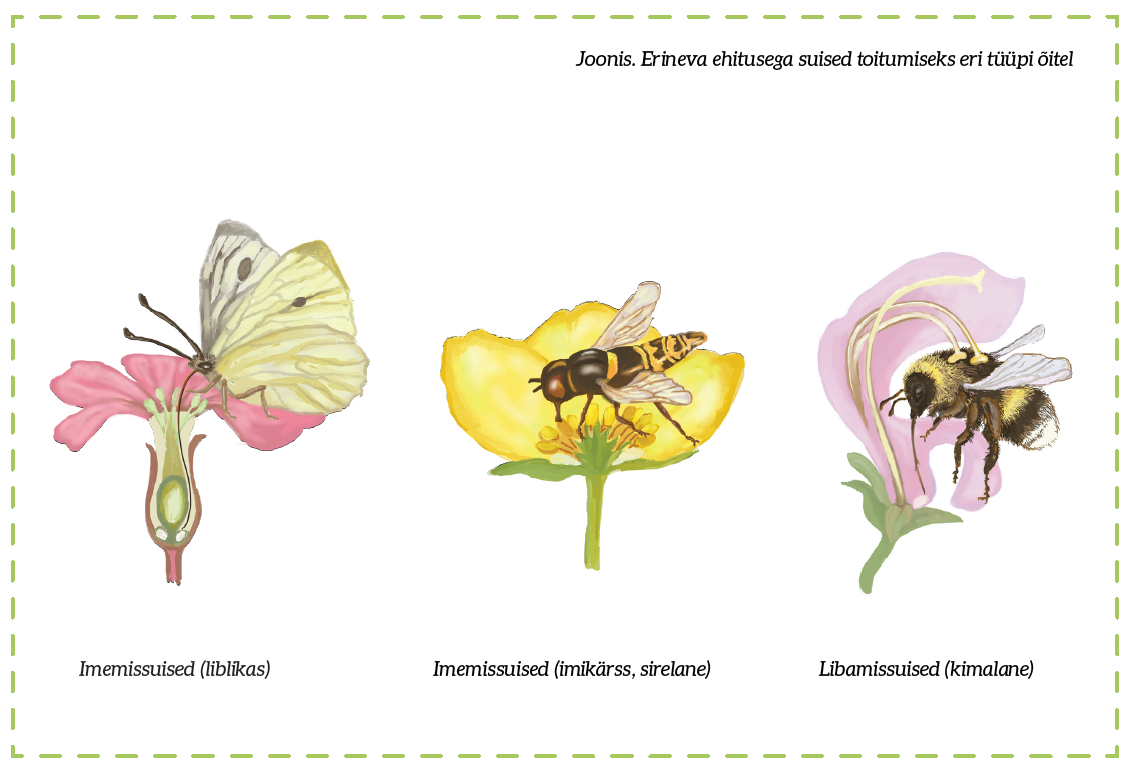 Joonis. Erineva ehitusega suised toitumiseks eri tüüpi õitel
Imemissuised (liblikas)
Imemissuised (imikärss, sirelane)
Libamissuised (kimalane)